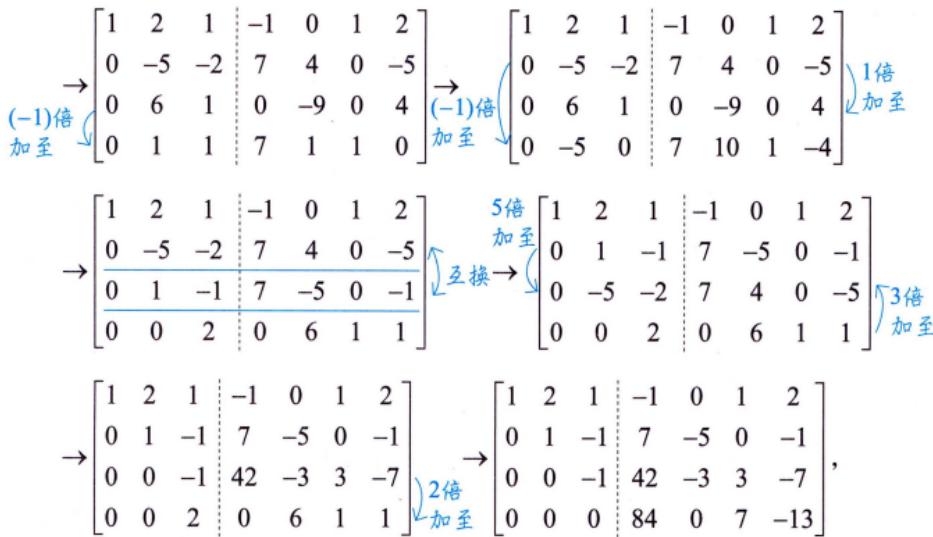 → [1 2 1 ┊ −1 0 1 2] → [1 2 1 ┊ −1 0 1 2]
[0 −5 −2 ┊ 7 4 0 −5] [0 −5 −2 ┊ 7 4 0 −5]
(−1)倍 加至 [0 6 1 ┊ 0 −9 0 4] (−1)倍 加至 [0 6 1 ┊ 0 −9 0 4] 1倍 加至
[0 1 1 ┊ 7 1 1 0] [0 −5 0 ┊ 7 10 1 −4]
→ [1 2 1 ┊ −1 0 1 2] 5倍 加至 [1 2 1 ┊ −1 0 1 2]
[0 −5 −2 ┊ 7 4 0 −5] 互换 → [0 1 −1 ┊ 7 −5 0 −1]
[0 1 −1 ┊ 7 −5 0 −1] [0 −5 −2 ┊ 7 4 0 −5] 3倍 加至
[0 0 2 ┊ 0 6 1 1] [0 0 2 ┊ 0 6 1 1]
→ [1 2 1 ┊ −1 0 1 2] → [1 2 1 ┊ −1 0 1 2]
[0 1 −1 ┊ 7 −5 0 −1] [0 1 −1 ┊ 7 −5 0 −1]
[0 0 −1 ┊ 42 −3 3 −7] 2倍 加至 [0 0 −1 ┊ 42 −3 3 −7] ,
[0 0 2 ┊ 0 6 1 1] [0 0 0 ┊ 84 0 7 −13]